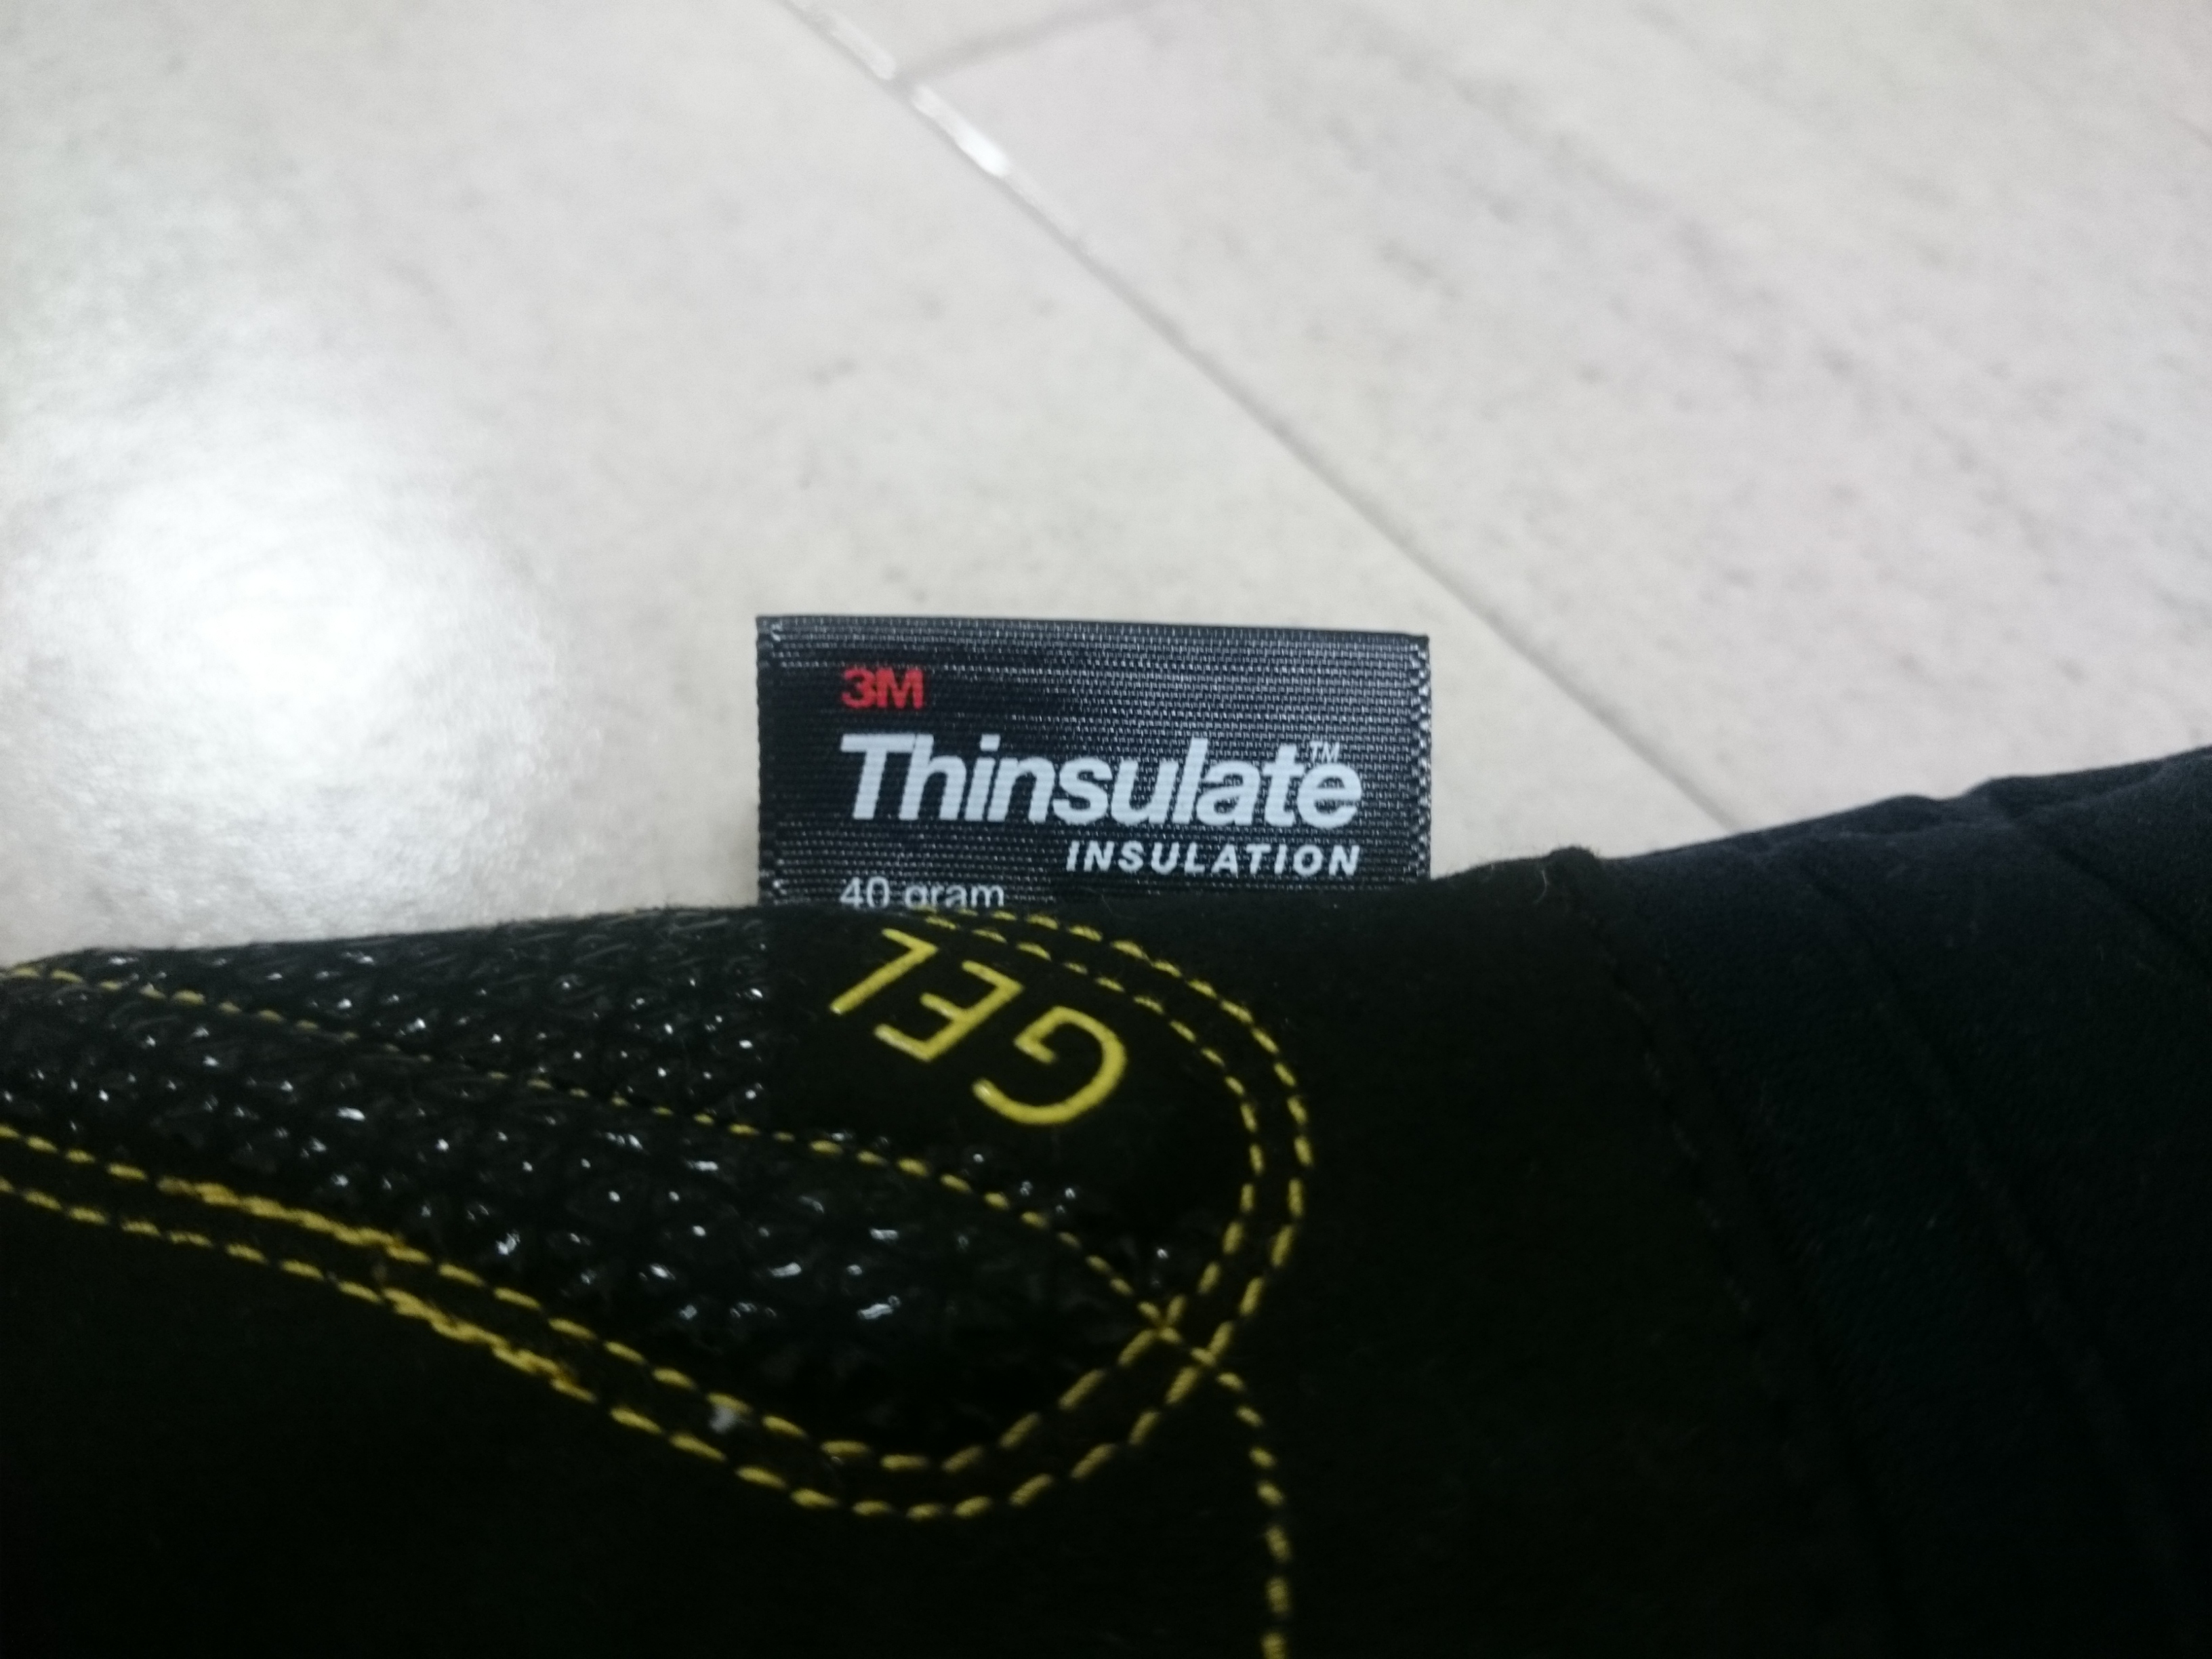 3M
Thinsulate™
INSULATION
40 gram
GEL